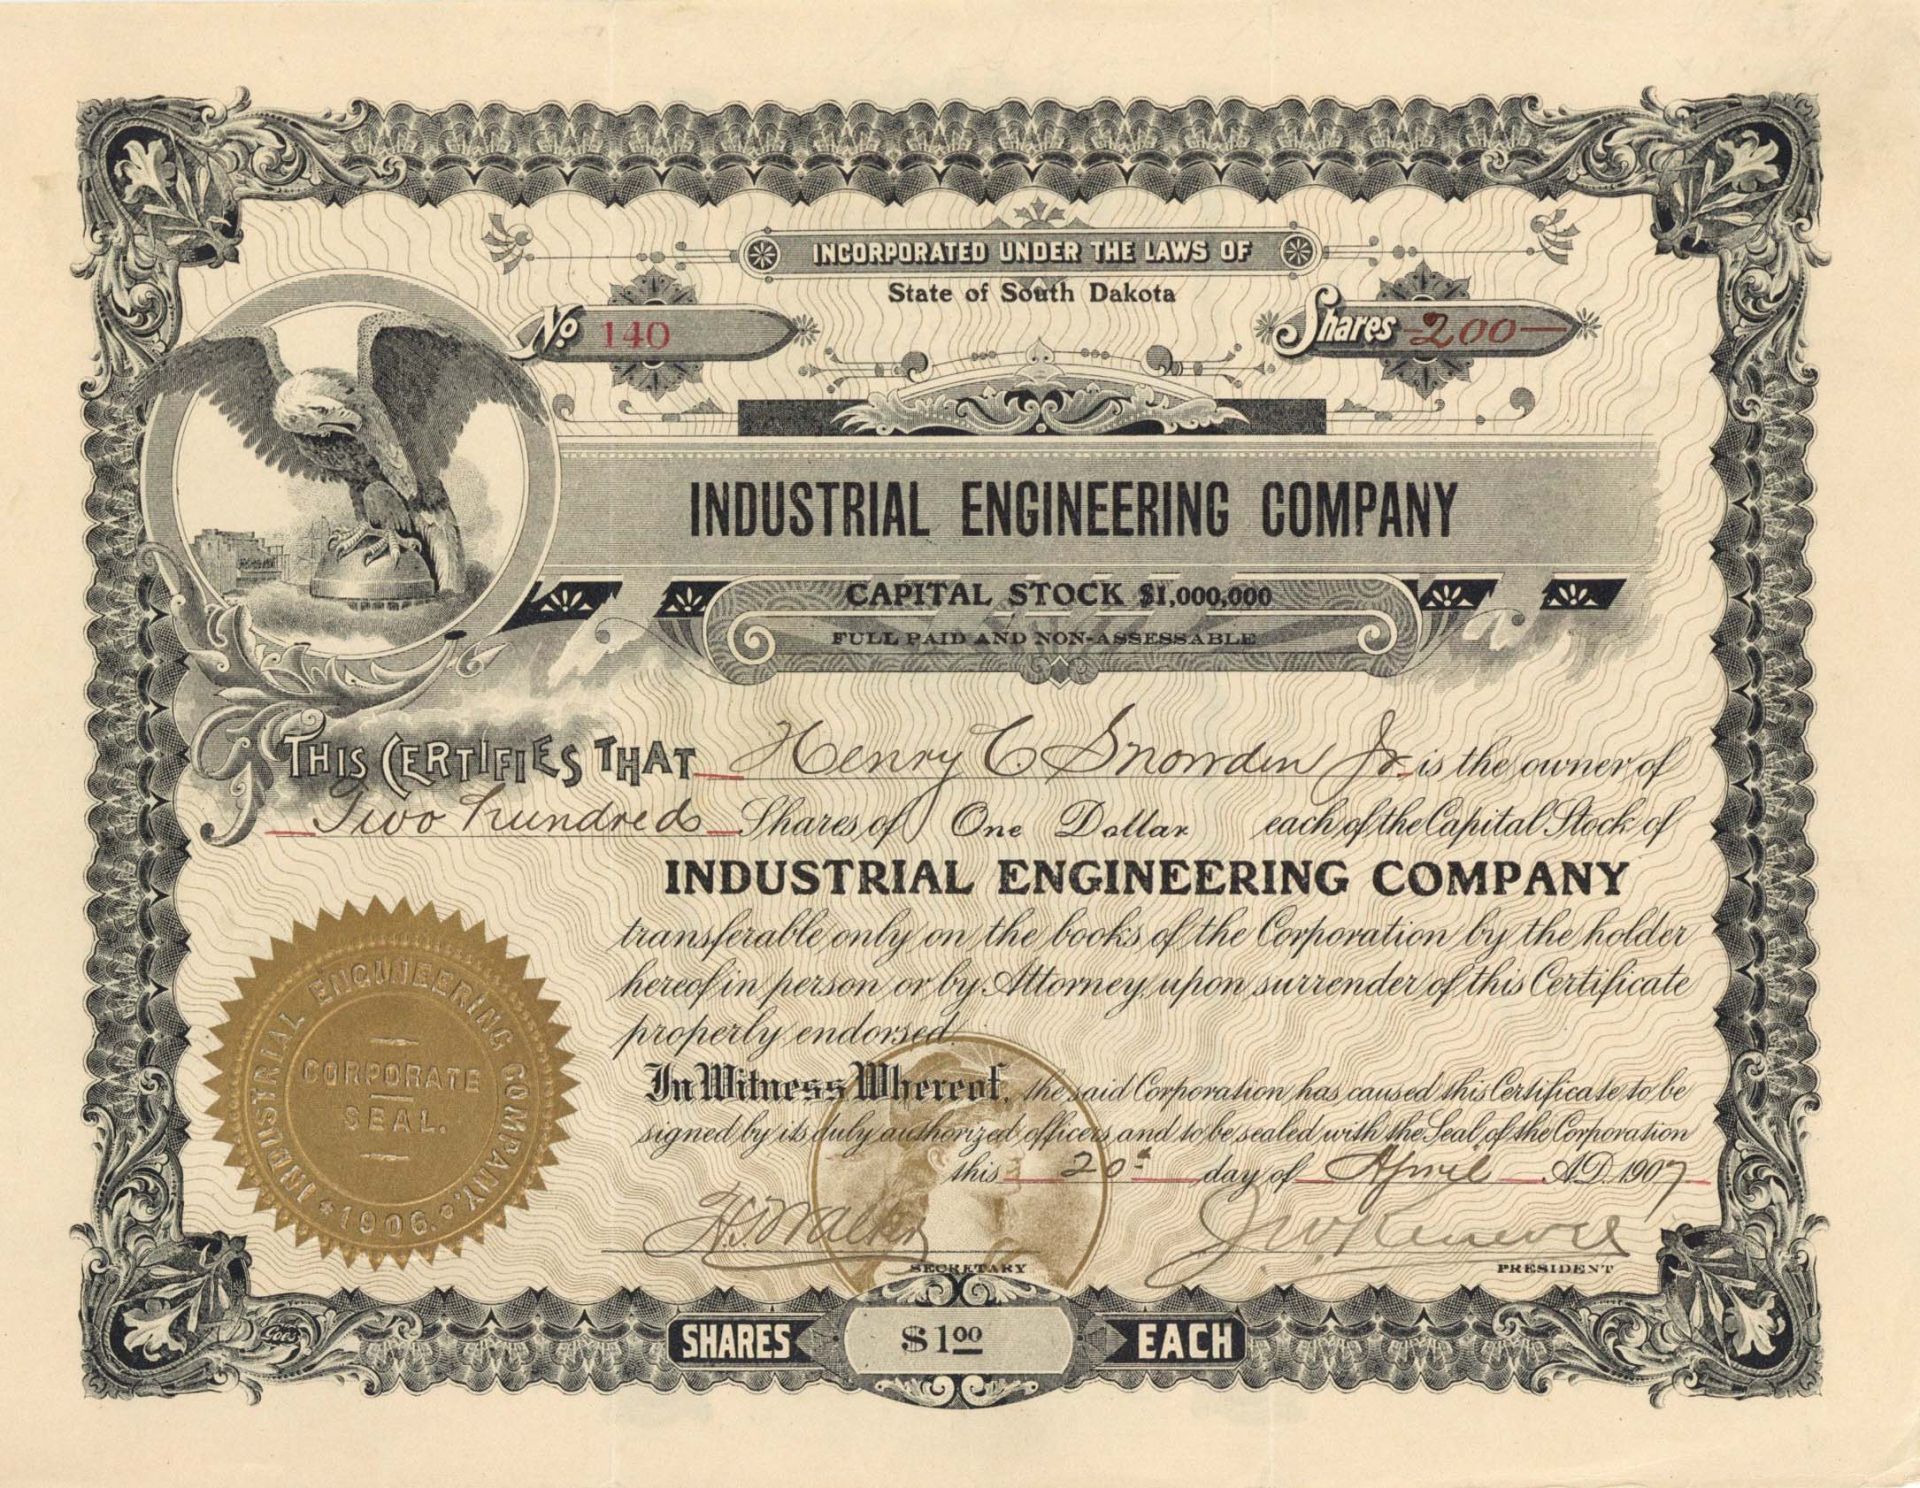 INCORPORATED UNDER THE LAWS OF
State of South Dakota
No. 140
Shares 200
INDUSTRIAL ENGINEERING COMPANY
CAPITAL STOCK $1,000,000
FULL PAID AND NON-ASSESSABLE
THIS CERTIFIES THAT Henry C. Snowden Jr. is the owner of
Two hundred Shares of One Dollar each of the Capital Stock of
INDUSTRIAL ENGINEERING COMPANY
transferable only on the books of the Corporation by the holder
hereof in person or by Attorney upon surrender of this Certificate
properly endorsed.
In Witness Whereof, the said Corporation has caused this Certificate to be
signed by its duly authorized officers and to be sealed with the Seal of the Corporation
this 20th day of April A.D. 1907
Walker
SECRETARY
PRESIDENT
INDUSTRIAL ENGINEERING COMPANY.
CORPORATE
SEAL.
1906.
Goes
SHARES $1.00 EACH